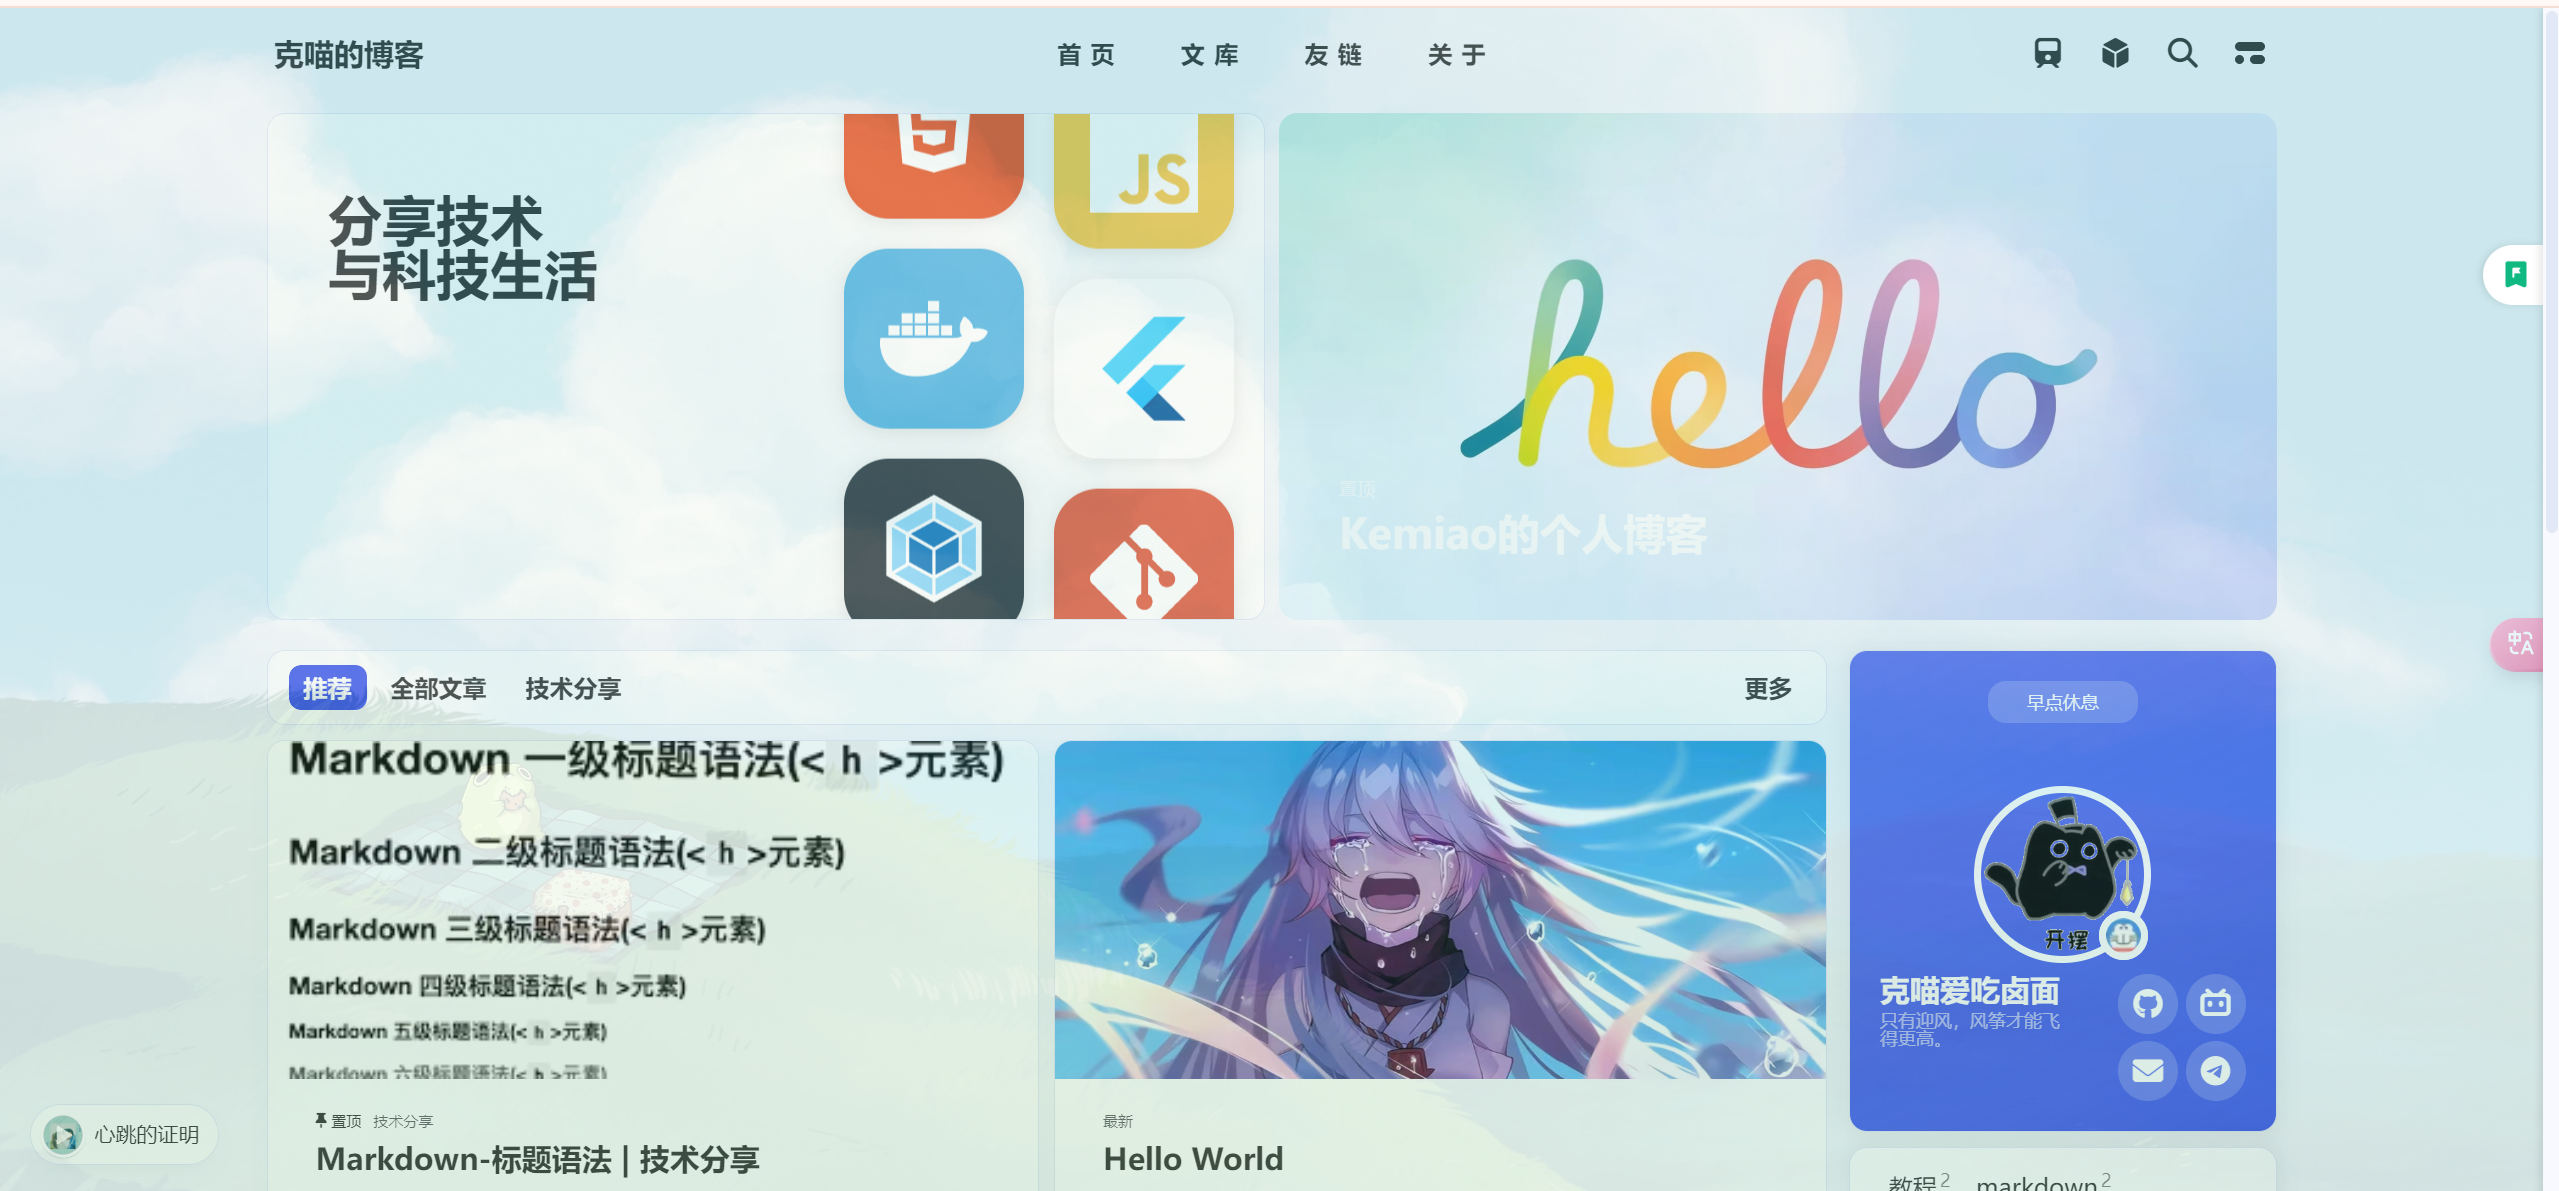 克喵的博客
首页
文库
友链
关于
分享技术
与科技生活
JS
hello
置顶
Kemiao的个人博客
推荐
全部文章
技术分享
更多
Markdown 一级标题语法(< h >元素)
Markdown 二级标题语法(< h >元素)
Markdown 三级标题语法(< h >元素)
Markdown 四级标题语法(< h >元素)
Markdown 五级标题语法(< h >元素)
Markdown 六级标题语法(< h >元素)
置顶 技术分享
Markdown-标题语法 | 技术分享
最新
Hello World
早点休息
开摆
克喵爱吃卤面
只有迎风，风筝才能飞
得更高。
教程2 markdown2
心跳的证明
中A